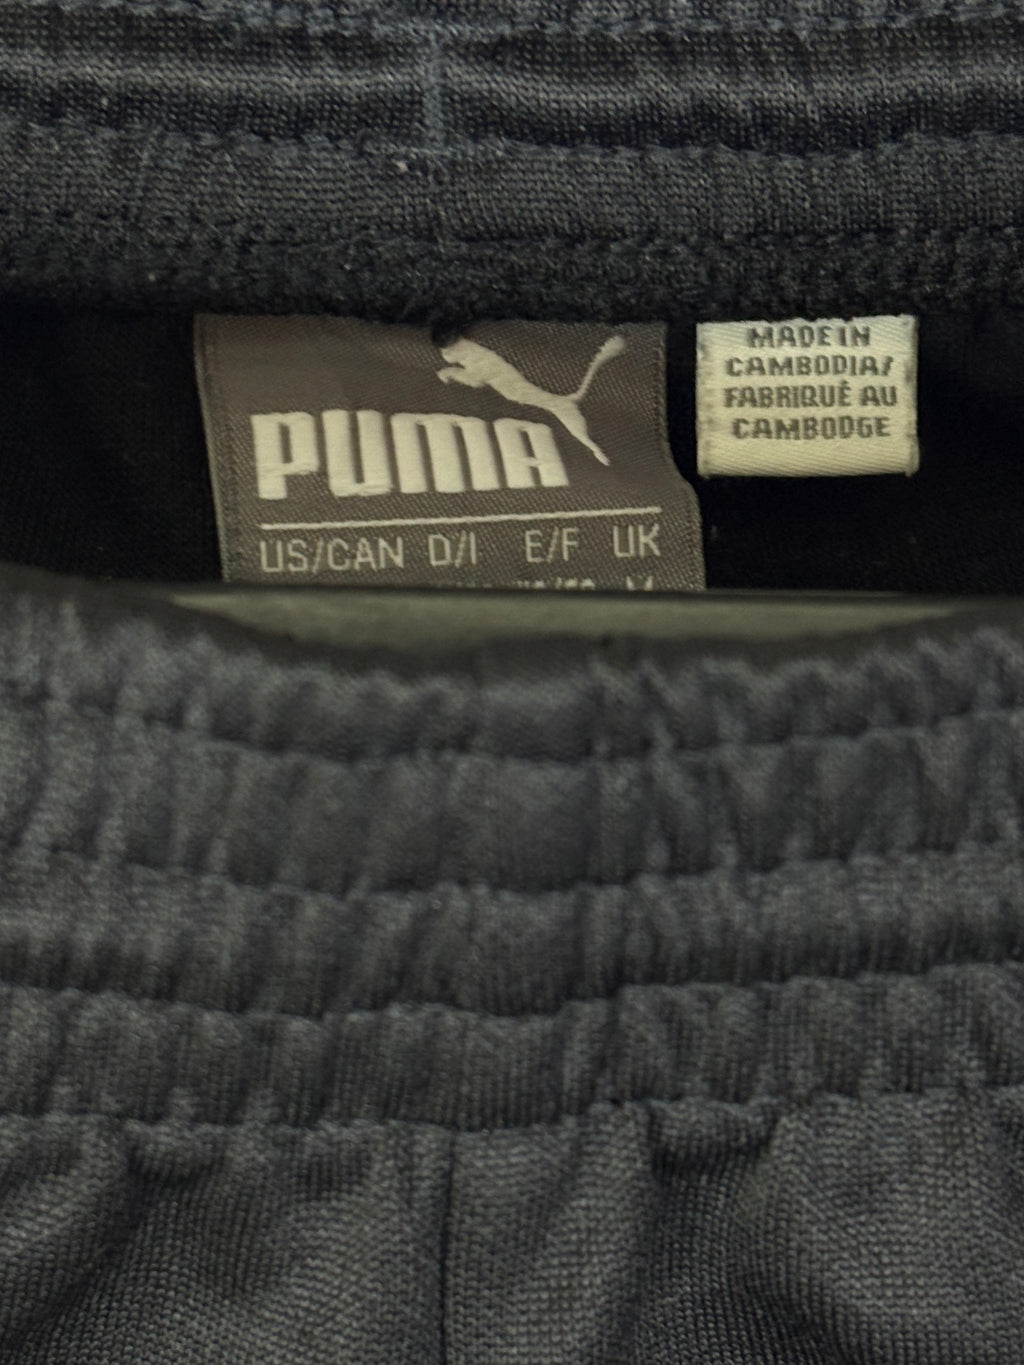 PUMA
US/CAN D/I E/F UK
MADE IN
CAMBODIA/
FABRIQUÉ AU
CAMBODGE